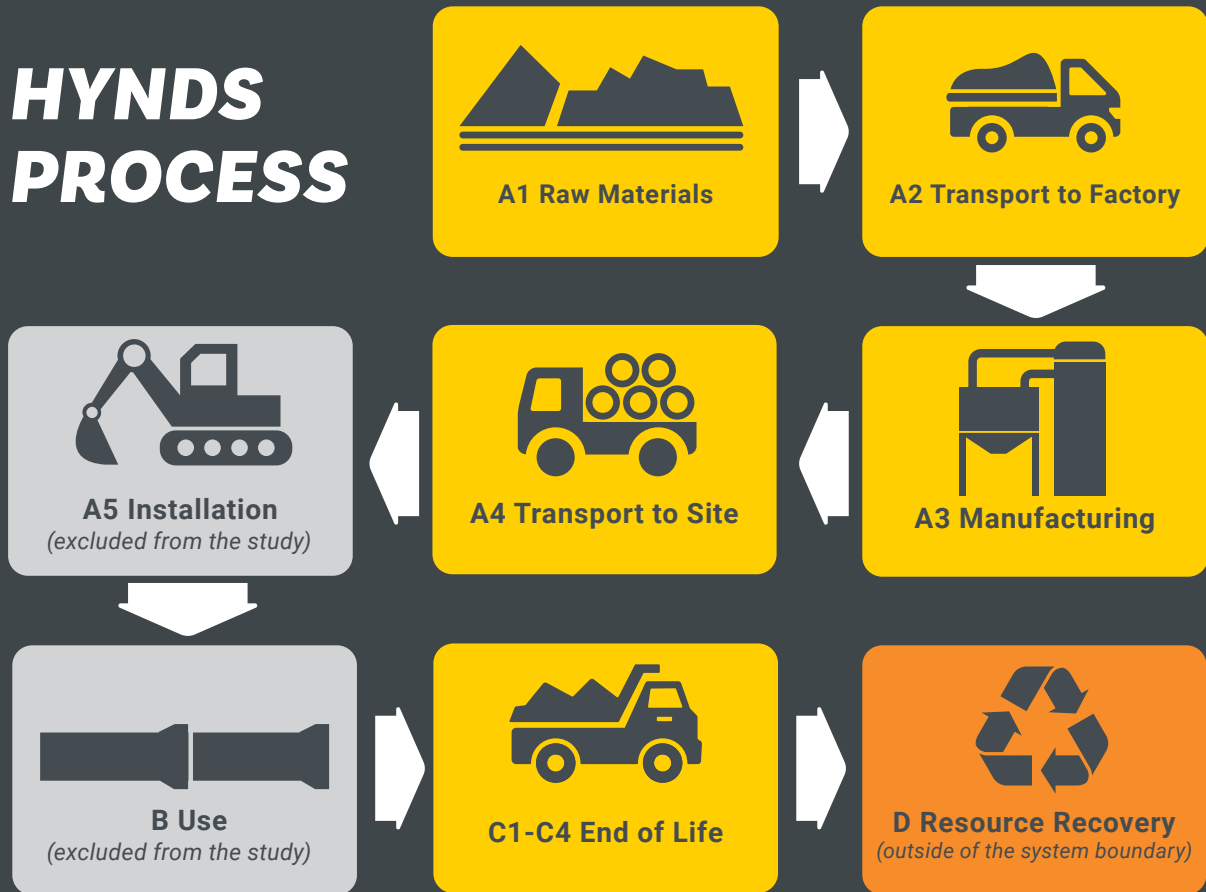 HYNDS
PROCESS
A1 Raw Materials
A2 Transport to Factory
A3 Manufacturing
A4 Transport to Site
A5 Installation
(excluded from the study)
B Use
(excluded from the study)
C1-C4 End of Life
D Resource Recovery
(outside of the system boundary)